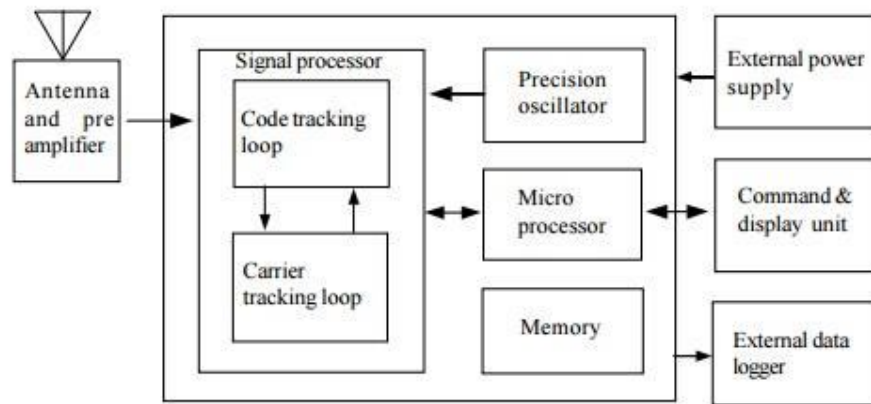 Antenna
and pre
amplifier
Signal processor
Code tracking
loop
Carrier
tracking loop
Precision
oscillator
Micro
processor
Memory
External power
supply
Command &
display unit
External data
logger